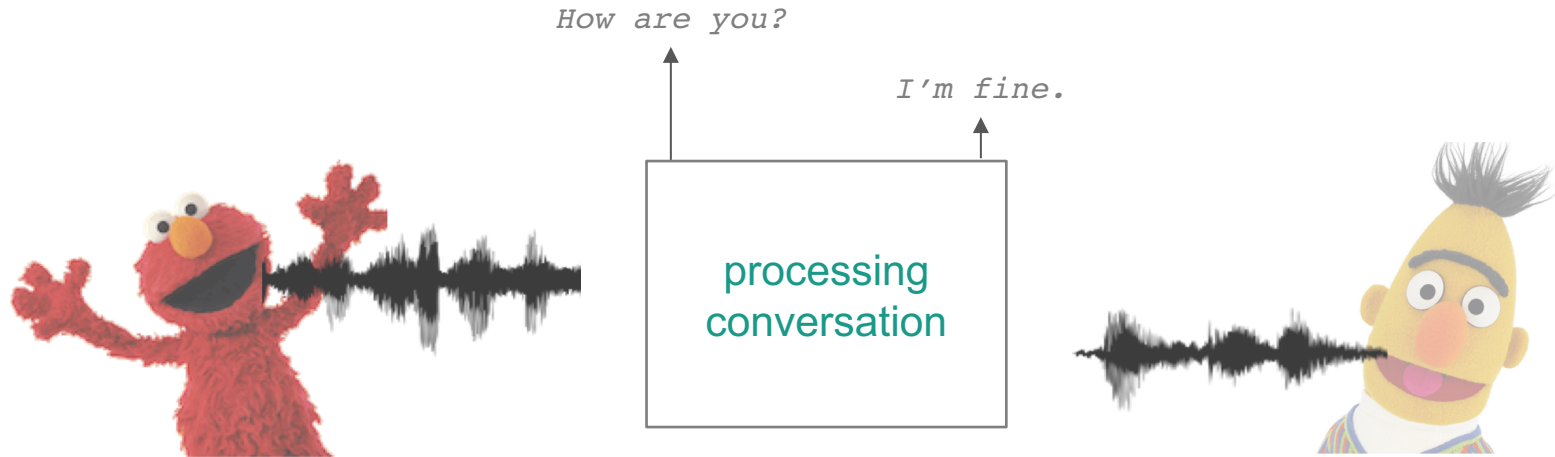 How are you?
I’m fine.
processing
conversation